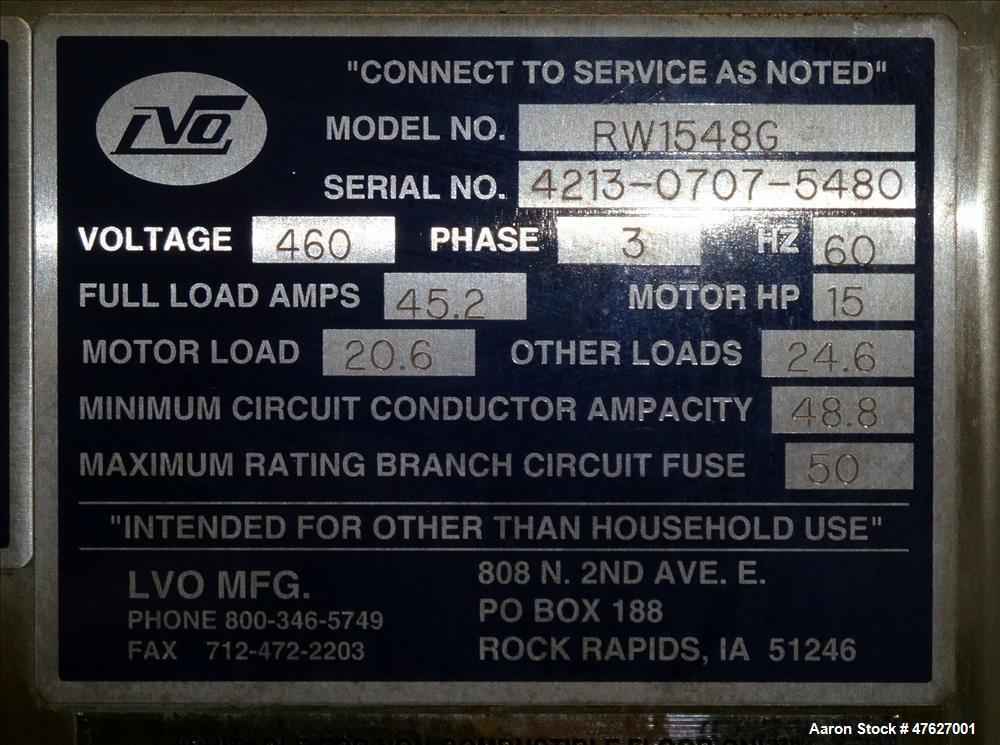 "CONNECT TO SERVICE AS NOTED"
LVO
MODEL NO. RW1548G
SERIAL NO. 4213-0707-5480
VOLTAGE 460 PHASE 3 HZ 60
FULL LOAD AMPS 45.2 MOTOR HP 15
MOTOR LOAD 20.6 OTHER LOADS 24.6
MINIMUM CIRCUIT CONDUCTOR AMPACITY 48.8
MAXIMUM RATING BRANCH CIRCUIT FUSE 50
"INTENDED FOR OTHER THAN HOUSEHOLD USE"
LVO MFG.
PHONE 800-346-5749
FAX 712-472-2203
808 N. 2ND AVE. E.
PO BOX 188
ROCK RAPIDS, IA 51246
Aaron Stock # 47627001